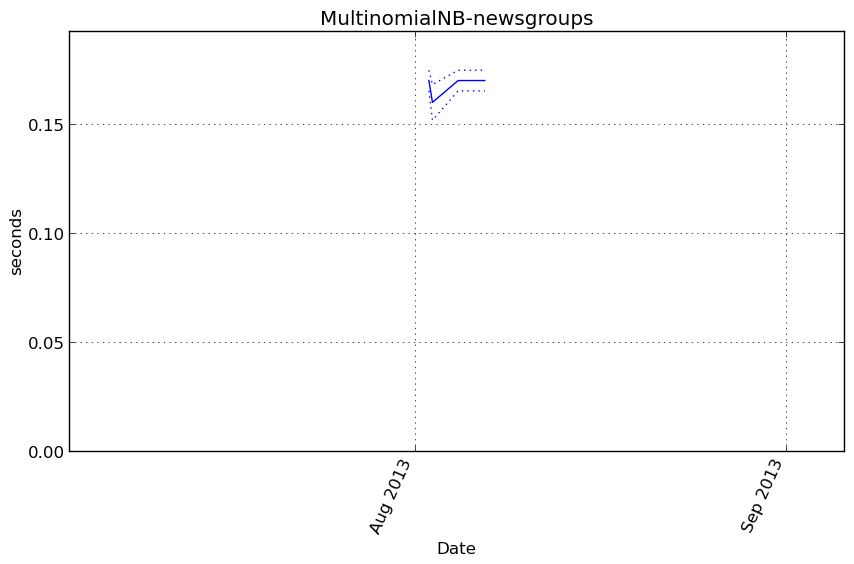 MultinomialNB-newsgroups
0.15
0.10
0.05
0.00
seconds
Aug 2013
Sep 2013
Date